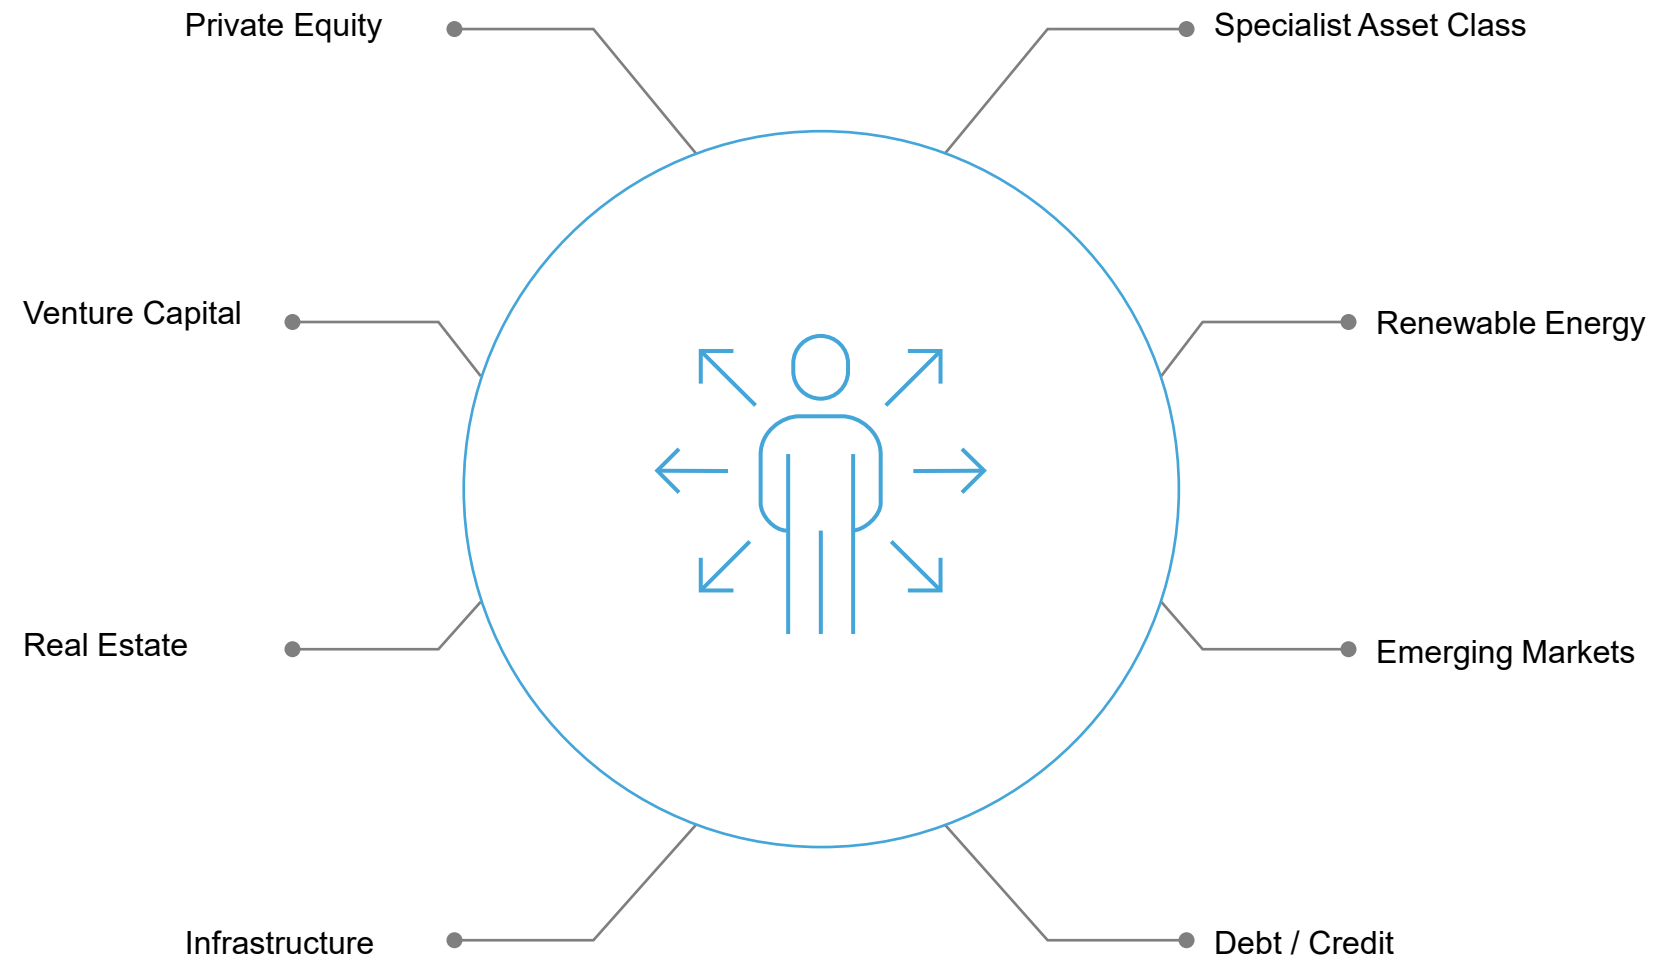 Private Equity
Specialist Asset Class
Venture Capital
Renewable Energy
Real Estate
Emerging Markets
Infrastructure
Debt / Credit